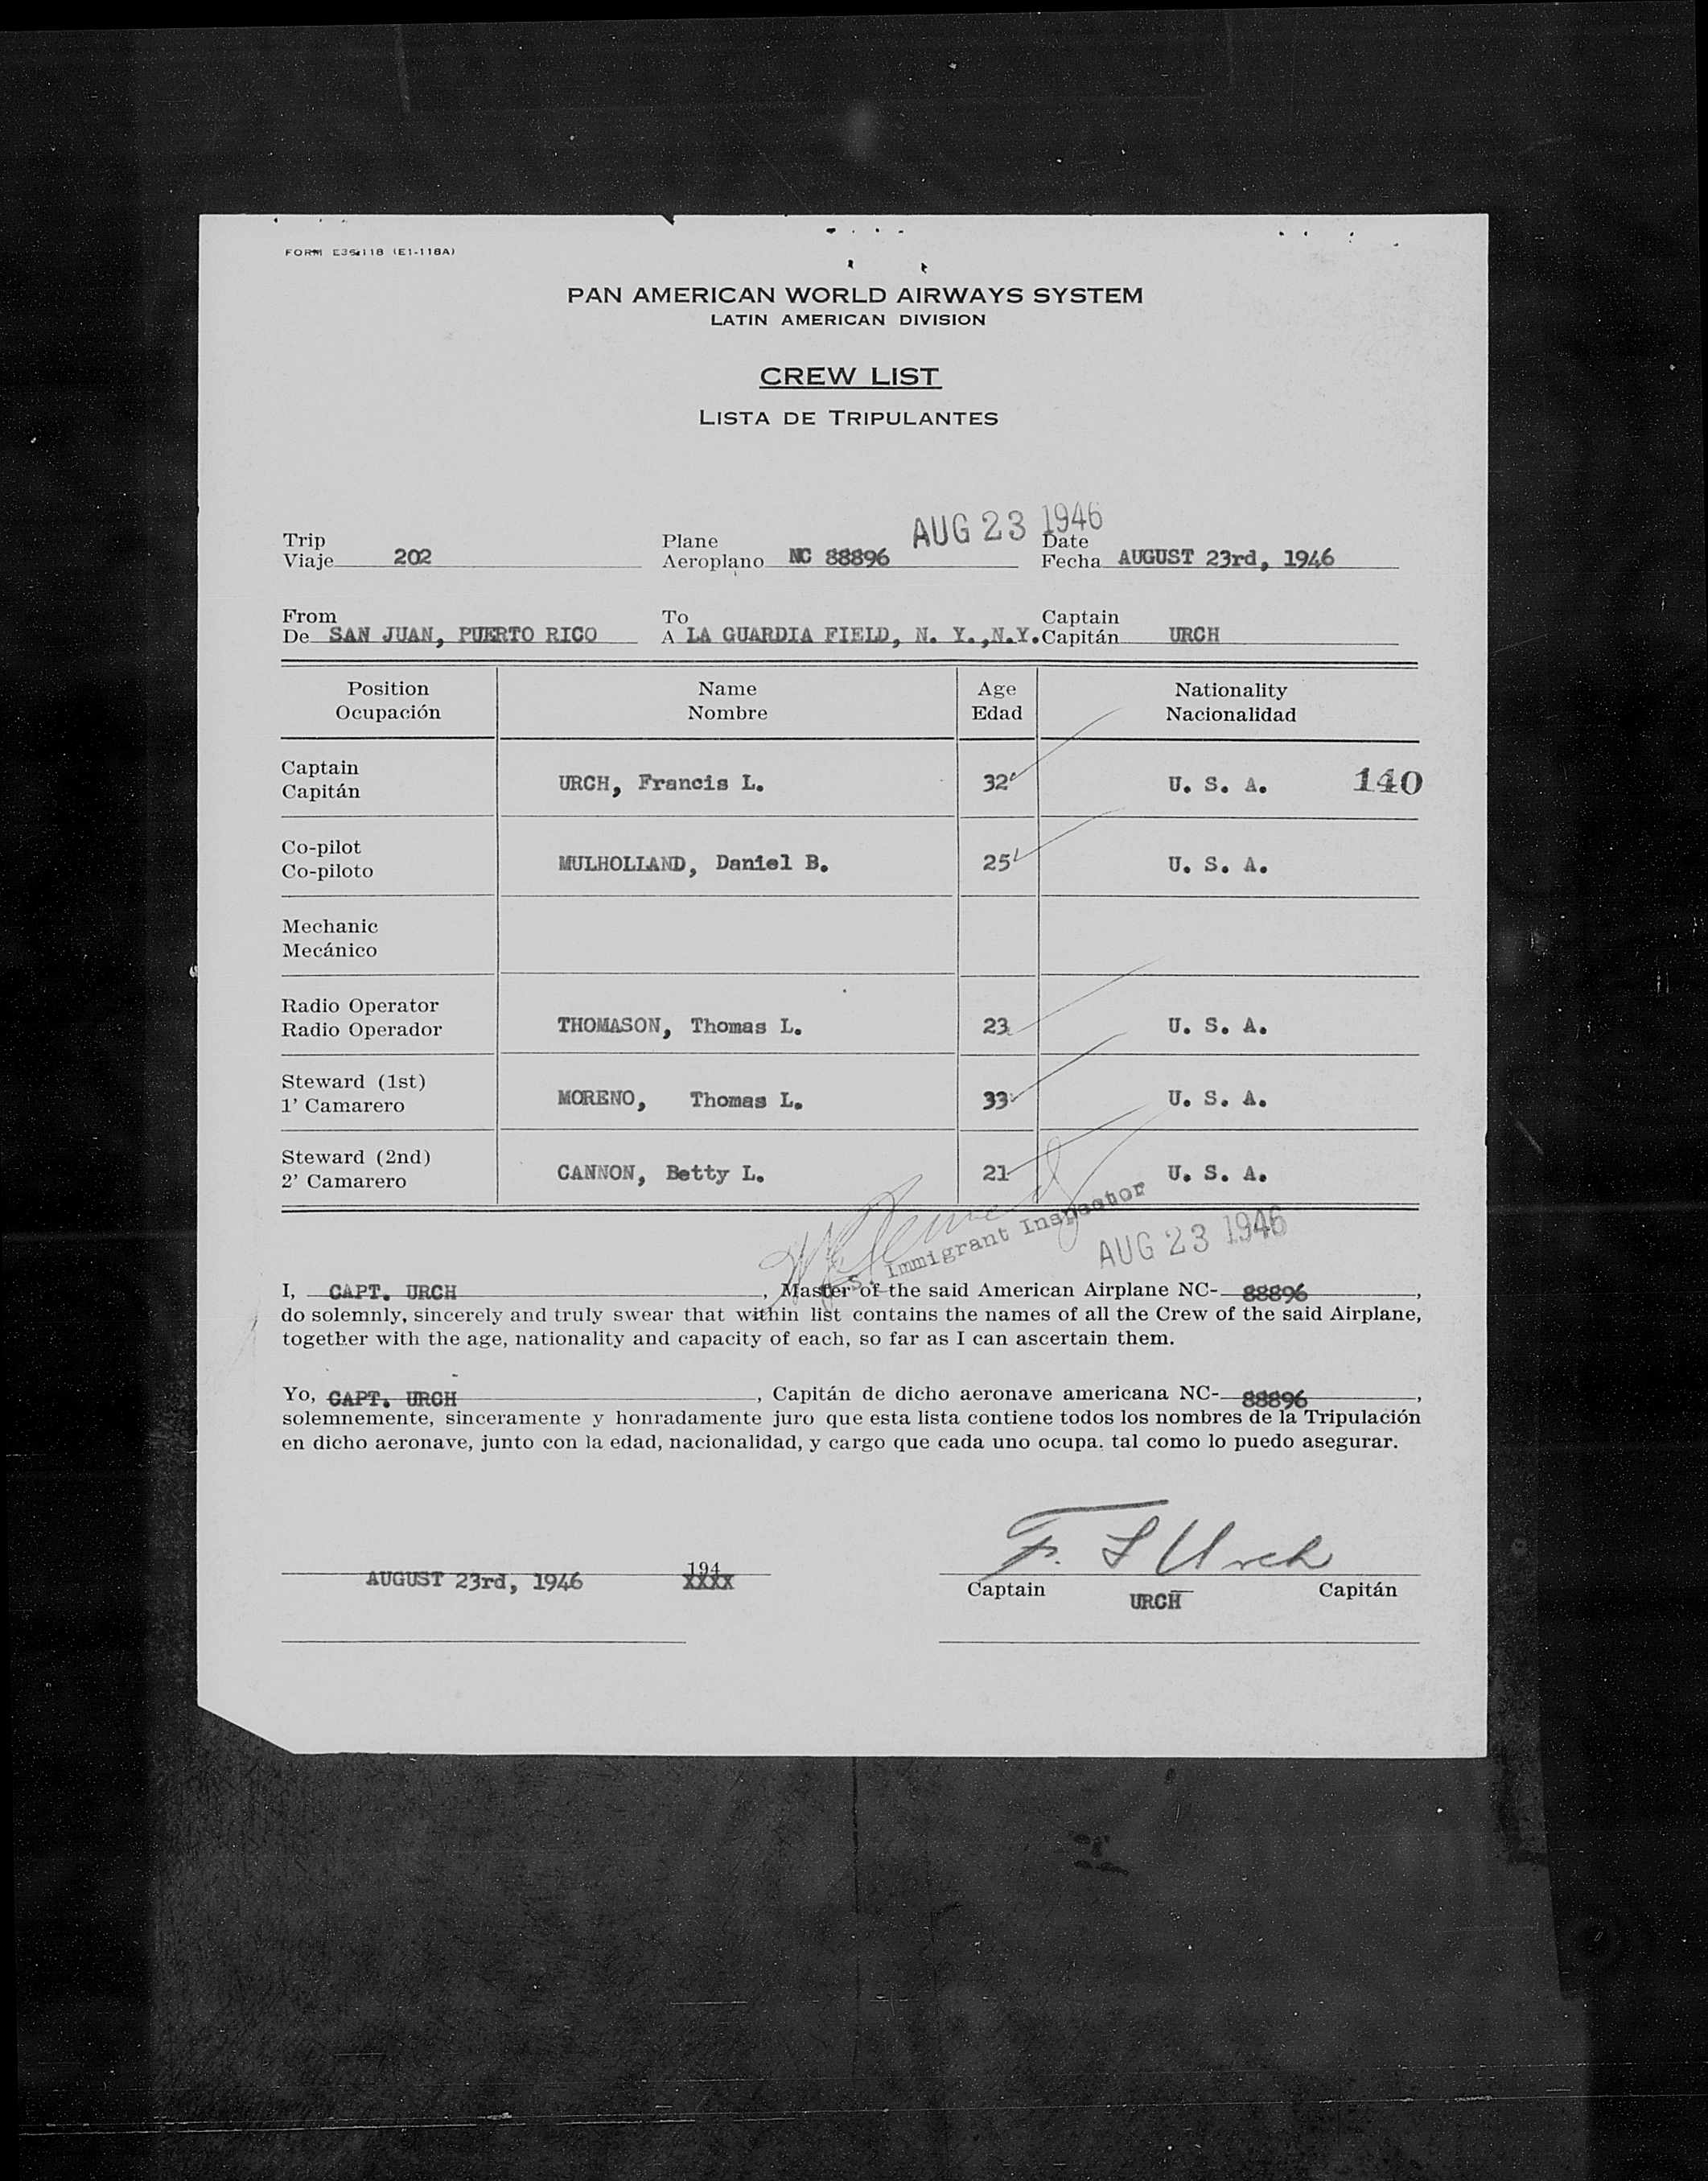 FORM E35-118 (E1-118A)
PAN AMERICAN WORLD AIRWAYS SYSTEM
LATIN AMERICAN DIVISION
CREW LIST
LISTA DE TRIPULANTES
AUG 23 1946
Trip Plane Date
Viaje 202 Aeroplano NC 88896 Fecha AUGUST 23rd, 1946
From To Captain
De SAN JUAN, PUERTO RICO A LA GUARDIA FIELD, N. Y.,N.Y. Capitán URCH
Position Name Age Nationality
Ocupación Nombre Edad Nacionalidad
Captain
Capitán URCH, Francis L. 32 U. S. A. 140
Co-pilot
Co-piloto MULHOLLAND, Daniel B. 25 U. S. A.
Mechanic
Mecánico
Radio Operator
Radio Operador THOMASON, Thomas L. 23 U. S. A.
Steward (1st)
1' Camarero MORENO, Thomas L. 33 U. S. A.
Steward (2nd)
2' Camarero CANNON, Betty L. 21 U. S. A.
Immigrant Inspector
AUG 23 1946
I, CAPT. URCH, Master of the said American Airplane NC- 88896,
do solemnly, sincerely and truly swear that within list contains the names of all the Crew of the said Airplane,
together with the age, nationality and capacity of each, so far as I can ascertain them.
Yo, CAPT. URCH, Capitán de dicho aeronave americana NC- 88896,
solemnemente, sinceramente y honradamente juro que esta lista contiene todos los nombres de la Tripulación
en dicho aeronave, junto con la edad, nacionalidad, y cargo que cada uno ocupa. tal como lo puedo asegurar.
F. L Urch
AUGUST 23rd, 1946 194 XXXX
Captain URCH Capitán